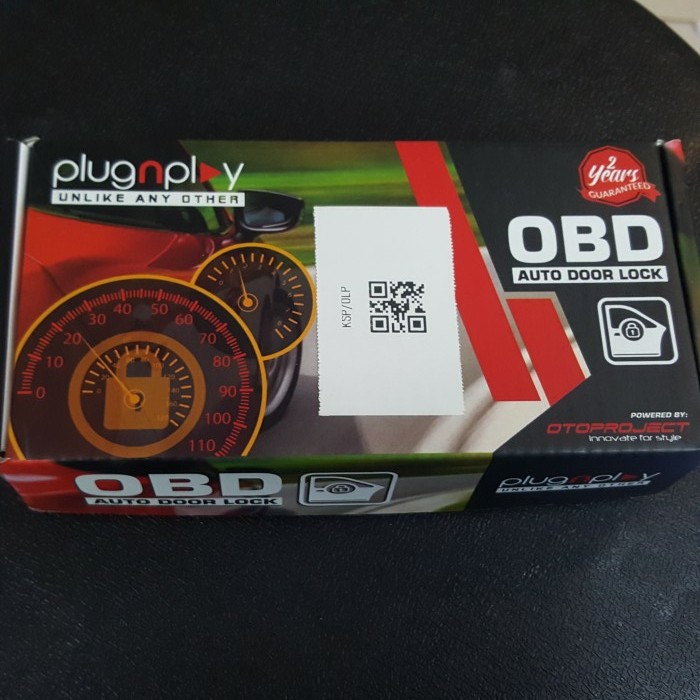 plugnplay
UNLIKE ANY OTHER
2
Years
GUARANTEED
OBD
AUTO DOOR LOCK
KSP/OLP
0
10
20
30
40
50
60
70
80
90
100
110
POWERED BY:
OTOPROJECT
Innovate for style
OBD
AUTO DOOR LOCK
plugnplay
UNLIKE ANY OTHER